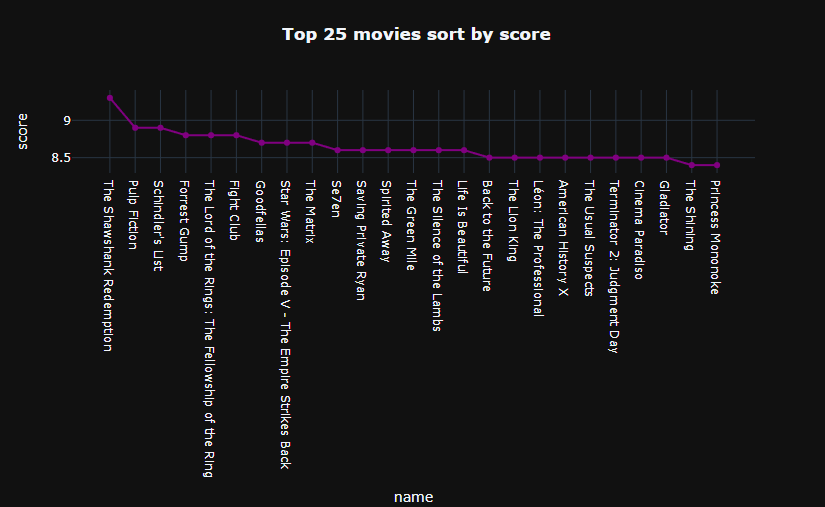 Top 25 movies sort by score
score
9
8.5
The Shawshank Redemption
Pulp Fiction
Schindler's List
Forrest Gump
The Lord of the Rings: The Fellowship of the Ring
Fight Club
Goodfellas
Star Wars: Episode V - The Empire Strikes Back
The Matrix
Se7en
Saving Private Ryan
Spirited Away
The Green Mile
The Silence of the Lambs
Life Is Beautiful
Back to the Future
The Lion King
Léon: The Professional
American History X
The Usual Suspects
Terminator 2: Judgment Day
Cinema Paradiso
Gladiator
The Shining
Princess Mononoke
name